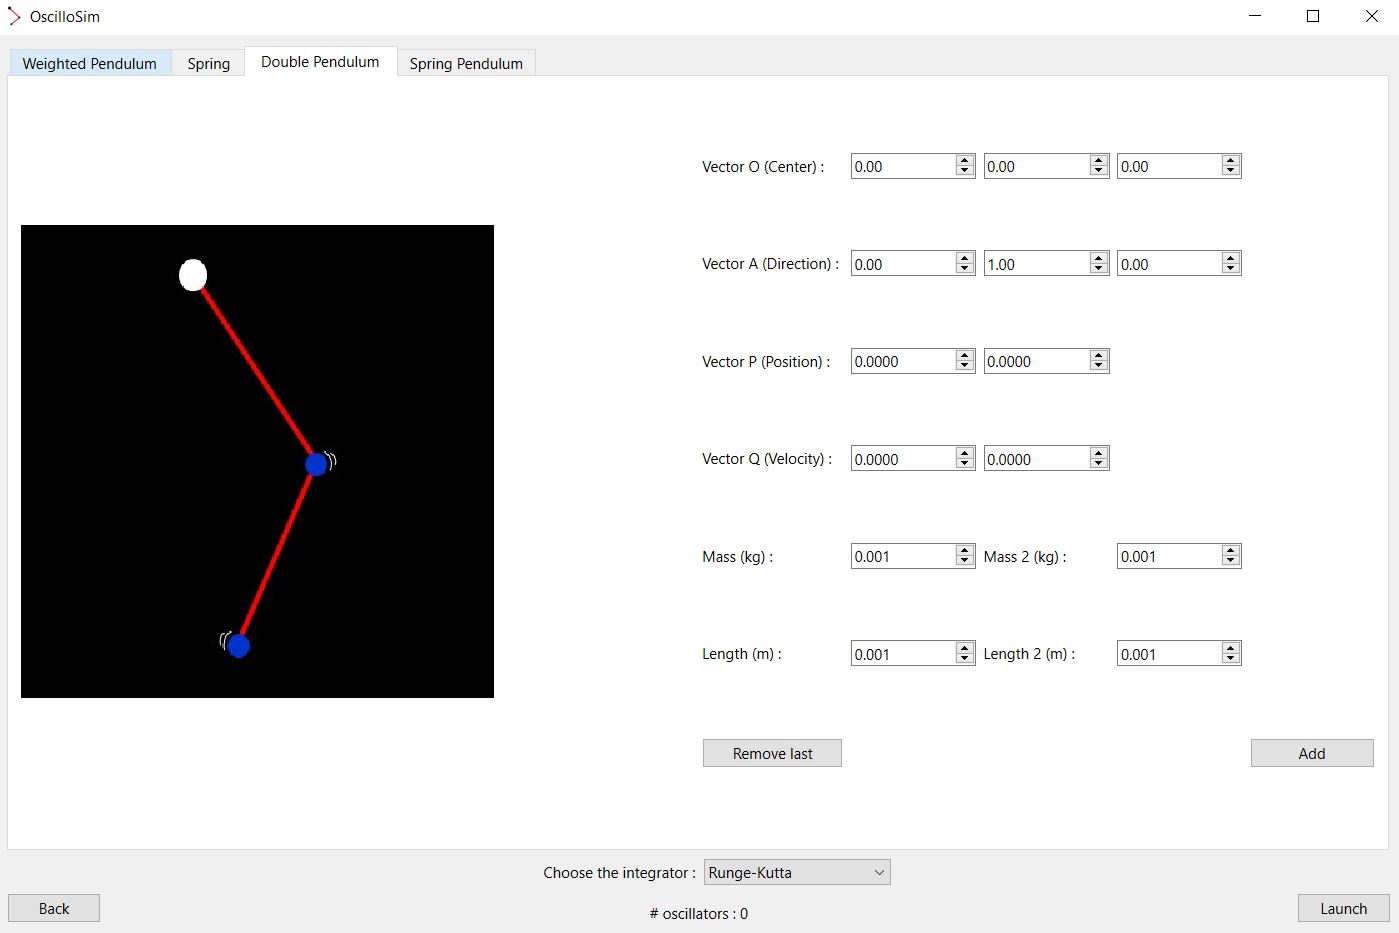 OscilloSim
Weighted Pendulum Spring Double Pendulum Spring Pendulum
Vector O (Center) : 0.00 0.00 0.00
Vector A (Direction) : 0.00 1.00 0.00
Vector P (Position) : 0.0000 0.0000
Vector Q (Velocity) : 0.0000 0.0000
Mass (kg) : 0.001 Mass 2 (kg) : 0.001
Length (m) : 0.001 Length 2 (m) : 0.001
Remove last Add
Choose the integrator : Runge-Kutta
Back # oscillators : 0 Launch